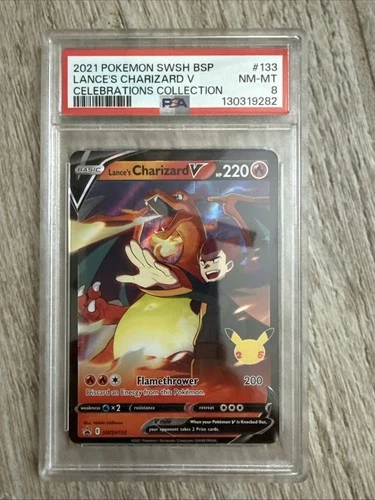 2021 POKEMON SWSH BSP #133
LANCE'S CHARIZARD V NM-MT
CELEBRATIONS COLLECTION 8
PSA 130319282
BASIC Lance's Charizard V HP 220
Flamethrower 200
Discard an Energy from this Pokémon.
weakness ×2 resistance retreat
When your Pokémon V is Knocked Out,
your opponent takes 2 Prize cards.